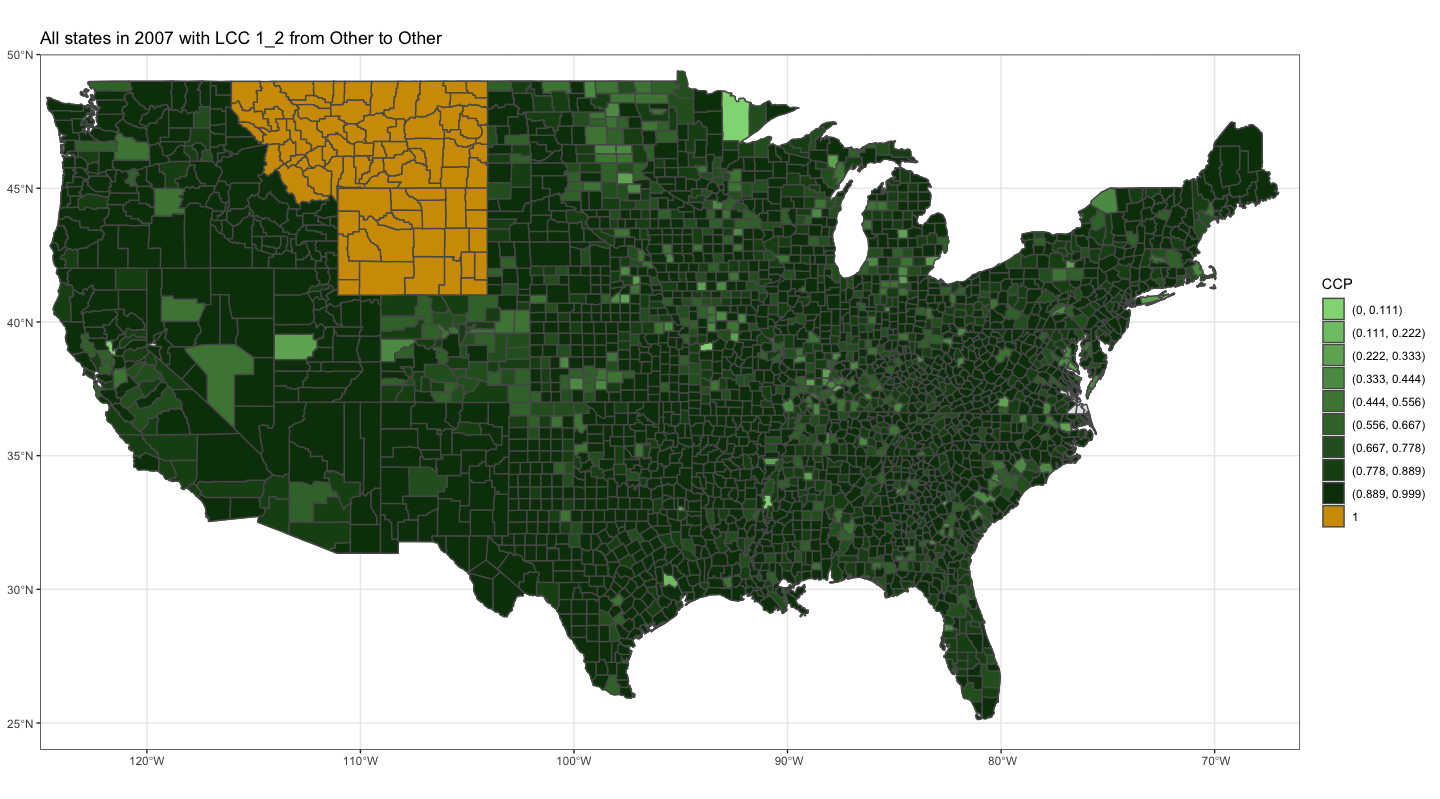 All states in 2007 with LCC 1_2 from Other to Other
50°N
45°N
40°N
35°N
30°N
25°N
120°W
110°W
100°W
90°W
80°W
70°W
CCP
(0, 0.111)
(0.111, 0.222)
(0.222, 0.333)
(0.333, 0.444)
(0.444, 0.556)
(0.556, 0.667)
(0.667, 0.778)
(0.778, 0.889)
(0.889, 0.999)
1